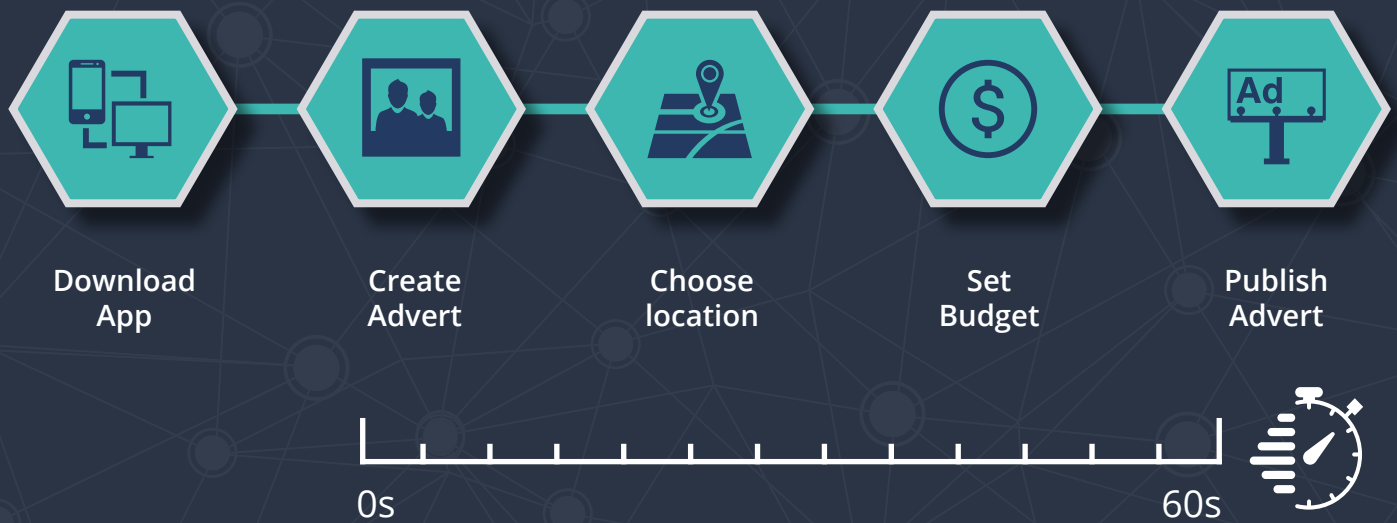 Ad
$
Download
App
Create
Advert
Choose
location
Set
Budget
Publish
Advert
0s
60s